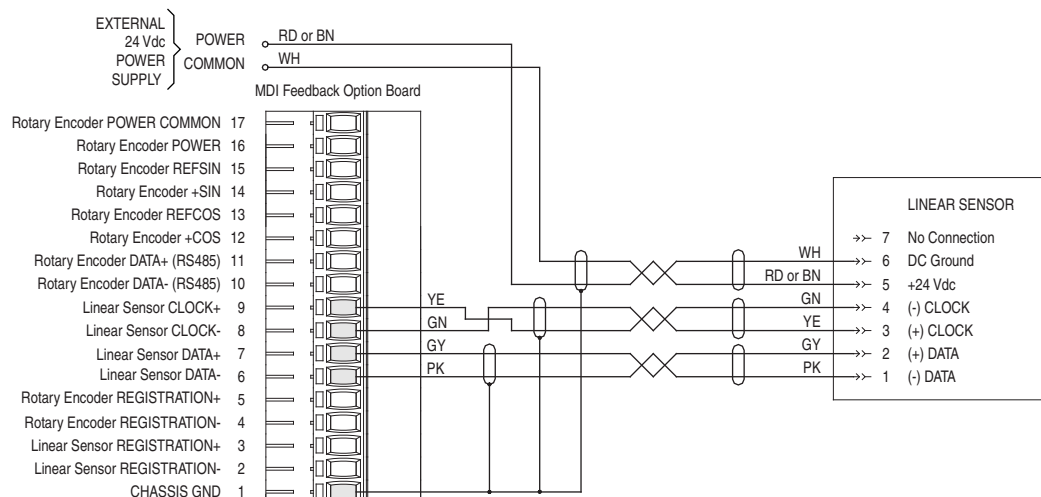 EXTERNAL
24 Vdc
POWER
SUPPLY
POWER RD or BN
COMMON WH
MDI Feedback Option Board
Rotary Encoder POWER COMMON 17
Rotary Encoder POWER 16
Rotary Encoder REFSIN 15
Rotary Encoder +SIN 14
Rotary Encoder REFCOS 13
Rotary Encoder +COS 12
Rotary Encoder DATA+ (RS485) 11
Rotary Encoder DATA- (RS485) 10
Linear Sensor CLOCK+ 9 YE
Linear Sensor CLOCK- 8 GN
Linear Sensor DATA+ 7 GY
Linear Sensor DATA- 6 PK
Rotary Encoder REGISTRATION+ 5
Rotary Encoder REGISTRATION- 4
Linear Sensor REGISTRATION+ 3
Linear Sensor REGISTRATION- 2
CHASSIS GND 1
LINEAR SENSOR
7 No Connection
WH 6 DC Ground
RD or BN 5 +24 Vdc
GN 4 (-) CLOCK
YE 3 (+) CLOCK
GY 2 (+) DATA
PK 1 (-) DATA